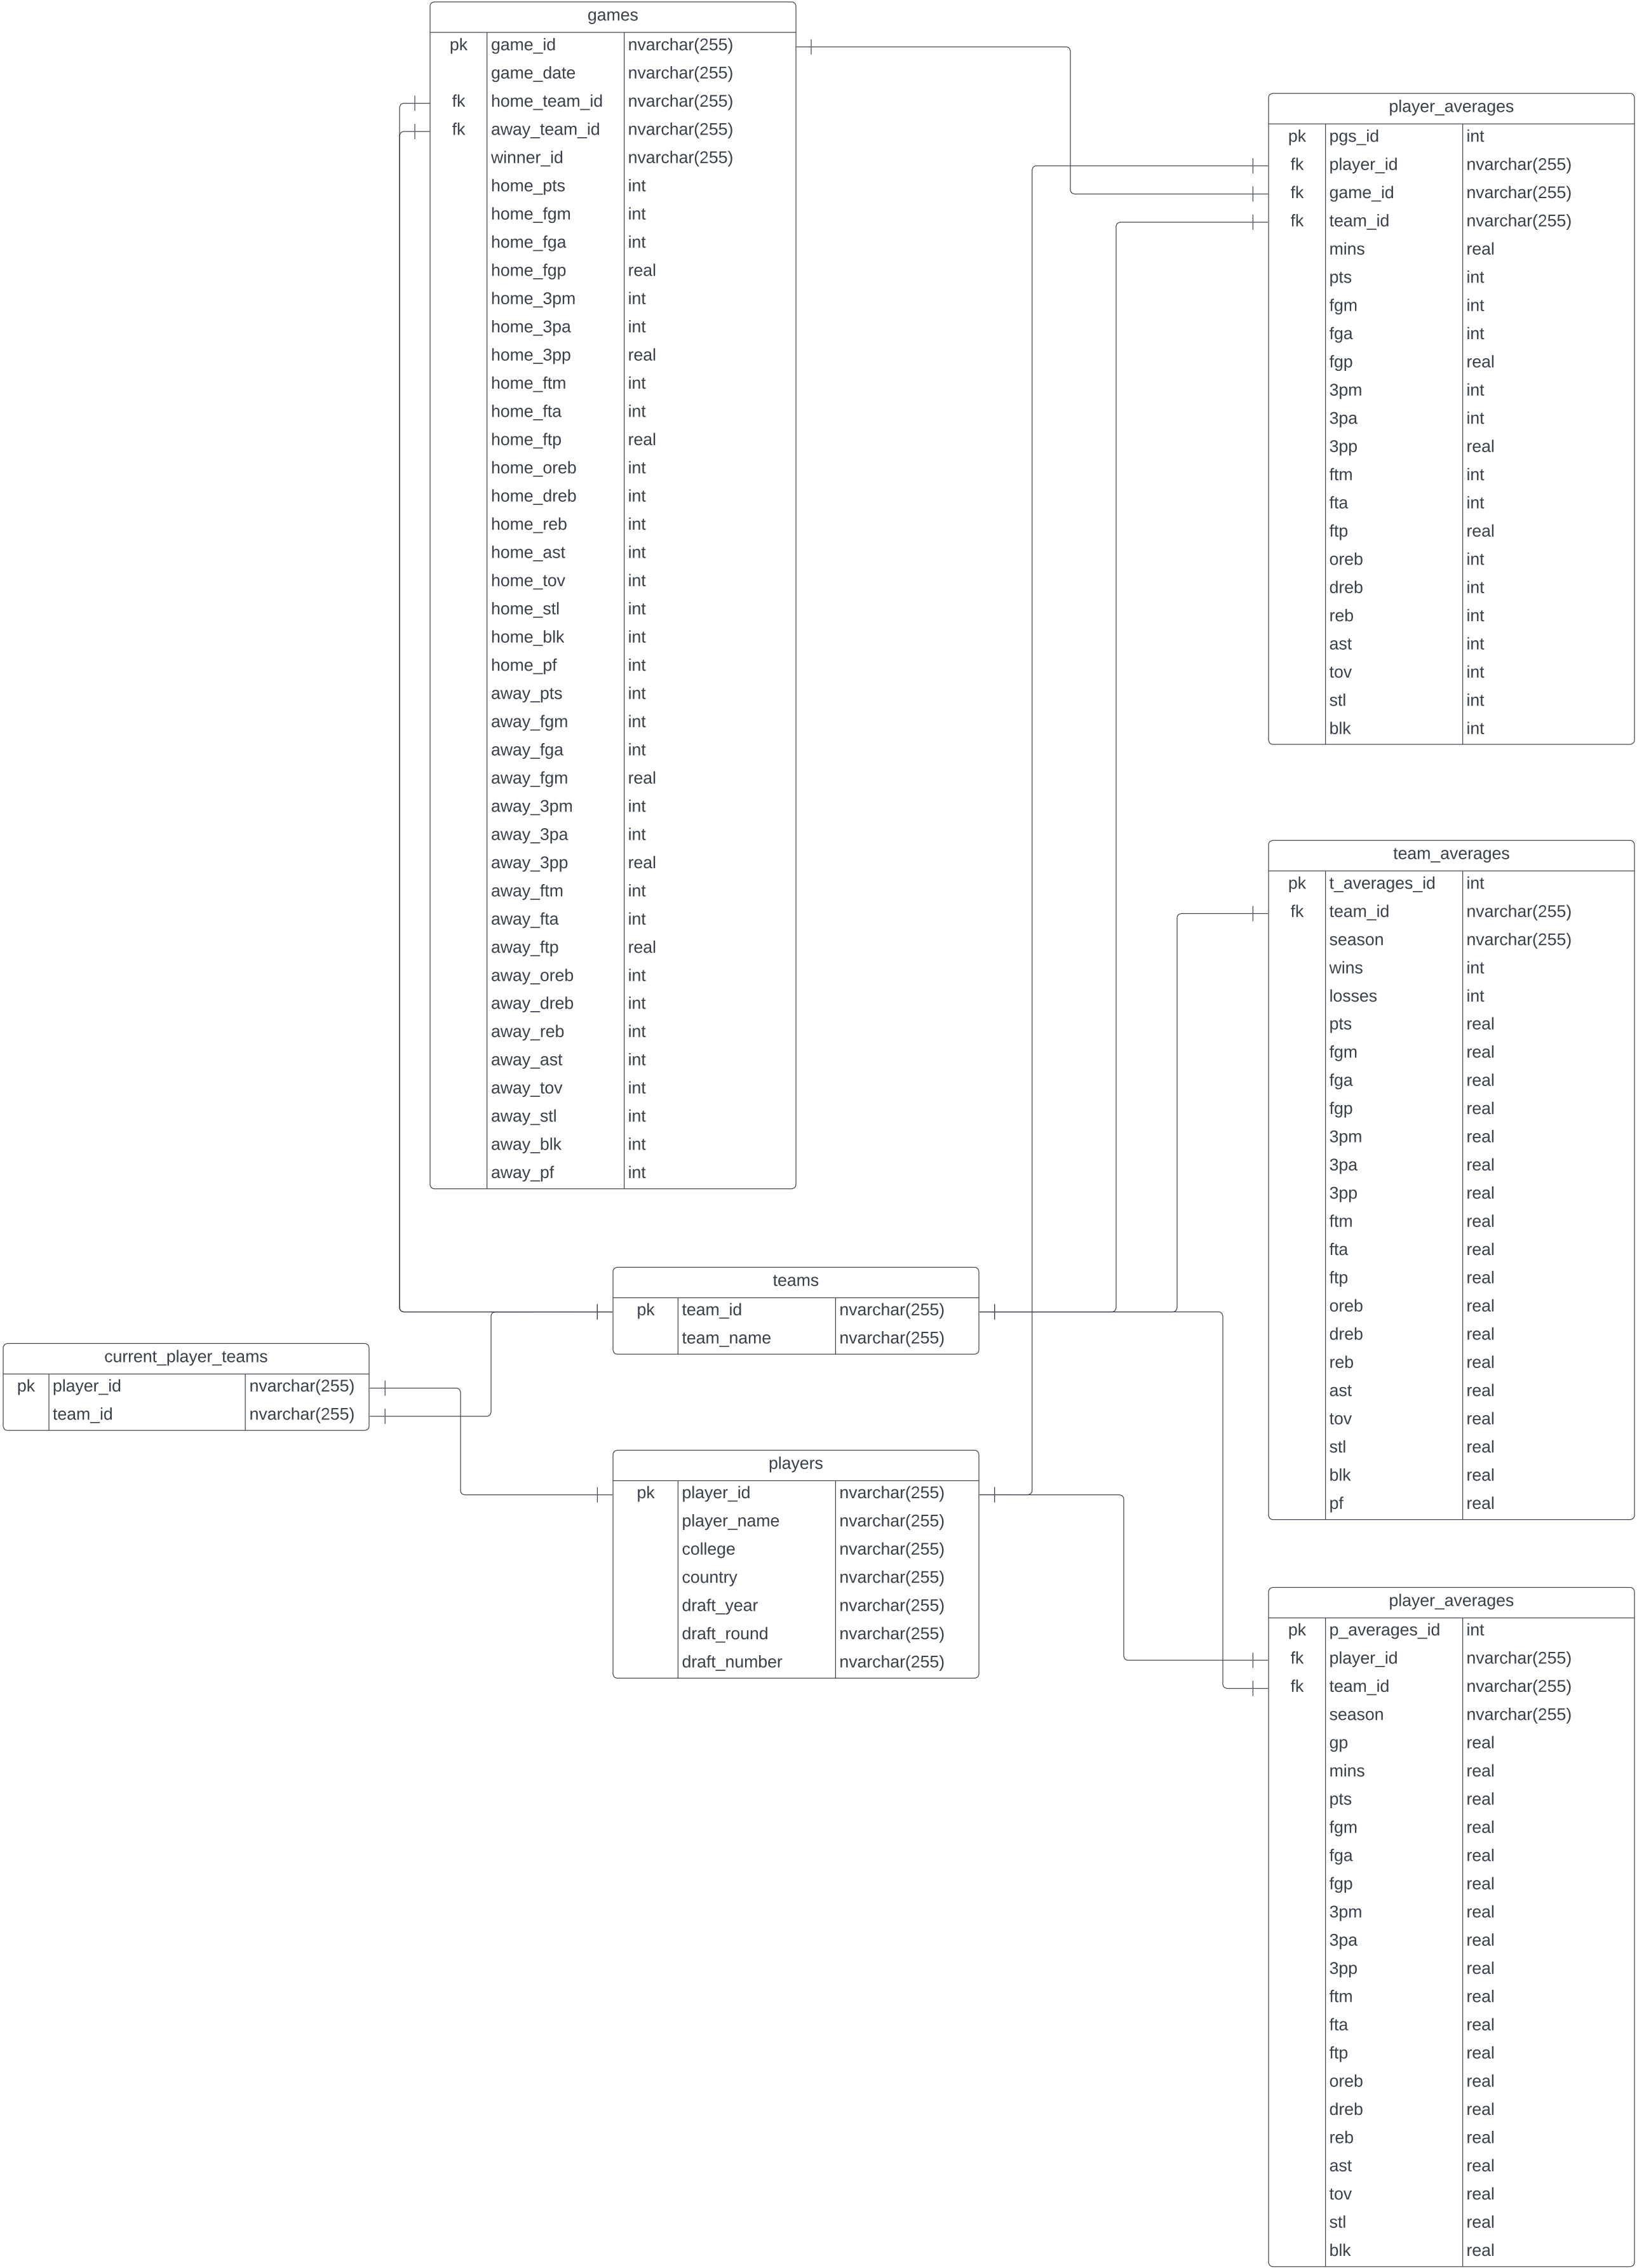 games
pk game_id nvarchar(255)
game_date nvarchar(255)
fk home_team_id nvarchar(255)
fk away_team_id nvarchar(255)
winner_id nvarchar(255)
home_pts int
home_fgm int
home_fga int
home_fgp real
home_3pm int
home_3pa int
home_3pp real
home_ftm int
home_fta int
home_ftp real
home_oreb int
home_dreb int
home_reb int
home_ast int
home_tov int
home_stl int
home_blk int
home_pf int
away_pts int
away_fgm int
away_fga int
away_fgm real
away_3pm int
away_3pa int
away_3pp real
away_ftm int
away_fta int
away_ftp real
away_oreb int
away_dreb int
away_reb int
away_ast int
away_tov int
away_stl int
away_blk int
away_pf int
player_averages
pk pgs_id int
fk player_id nvarchar(255)
fk game_id nvarchar(255)
fk team_id nvarchar(255)
mins real
pts int
fgm int
fga int
fgp real
3pm int
3pa int
3pp real
ftm int
fta int
ftp real
oreb int
dreb int
reb int
ast int
tov int
stl int
blk int
team_averages
pk t_averages_id int
fk team_id nvarchar(255)
season nvarchar(255)
wins int
losses int
pts real
fgm real
fga real
fgp real
3pm real
3pa real
3pp real
ftm real
fta real
ftp real
oreb real
dreb real
reb real
ast real
tov real
stl real
blk real
pf real
teams
pk team_id nvarchar(255)
team_name nvarchar(255)
current_player_teams
pk player_id nvarchar(255)
team_id nvarchar(255)
players
pk player_id nvarchar(255)
player_name nvarchar(255)
college nvarchar(255)
country nvarchar(255)
draft_year nvarchar(255)
draft_round nvarchar(255)
draft_number nvarchar(255)
player_averages
pk p_averages_id int
fk player_id nvarchar(255)
fk team_id nvarchar(255)
season nvarchar(255)
gp real
mins real
pts real
fgm real
fga real
fgp real
3pm real
3pa real
3pp real
ftm real
fta real
ftp real
oreb real
dreb real
reb real
ast real
tov real
stl real
blk real